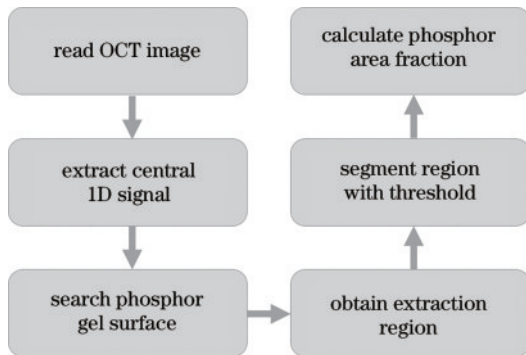 read OCT image
extract central
1D signal
search phosphor
gel surface
obtain extraction
region
segment region
with threshold
calculate phosphor
area fraction